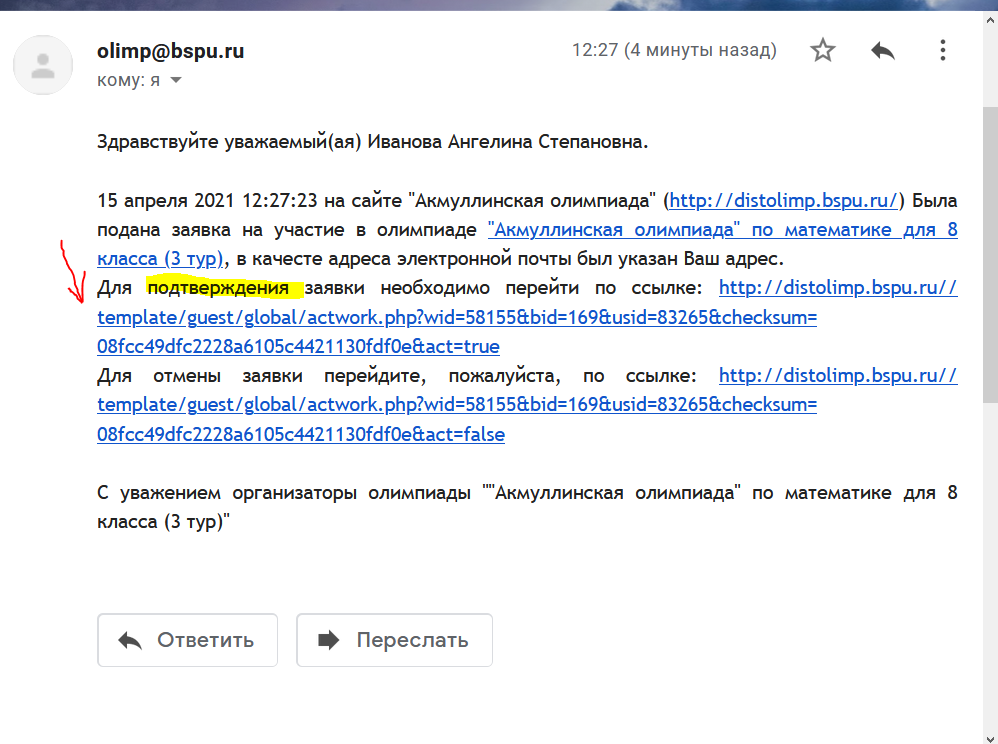 olimp@bspu.ru
12:27 (4 минуты назад)
кому: я
Здравствуйте уважаемый(ая) Иванова Ангелина Степановна.
15 апреля 2021 12:27:23 на сайте "Акмуллинская олимпиада" (http://distolimp.bspu.ru/) Была
подана заявка на участие в олимпиаде "Акмуллинская олимпиада" по математике для 8
класса (3 тур), в качесте адреса электронной почты был указан Ваш адрес.
Для подтверждения заявки необходимо перейти по ссылке: http://distolimp.bspu.ru//
template/guest/global/actwork.php?wid=58155&bid=169&usid=83265&checksum=
08fcc49dfc2228a6105c4421130fdf0e&act=true
Для отмены заявки перейдите, пожалуйста, по ссылке: http://distolimp.bspu.ru//
template/guest/global/actwork.php?wid=58155&bid=169&usid=83265&checksum=
08fcc49dfc2228a6105c4421130fdf0e&act=false
С уважением организаторы олимпиады ""Акмуллинская олимпиада" по математике для 8
класса (3 тур)"
Ответить
Переслать